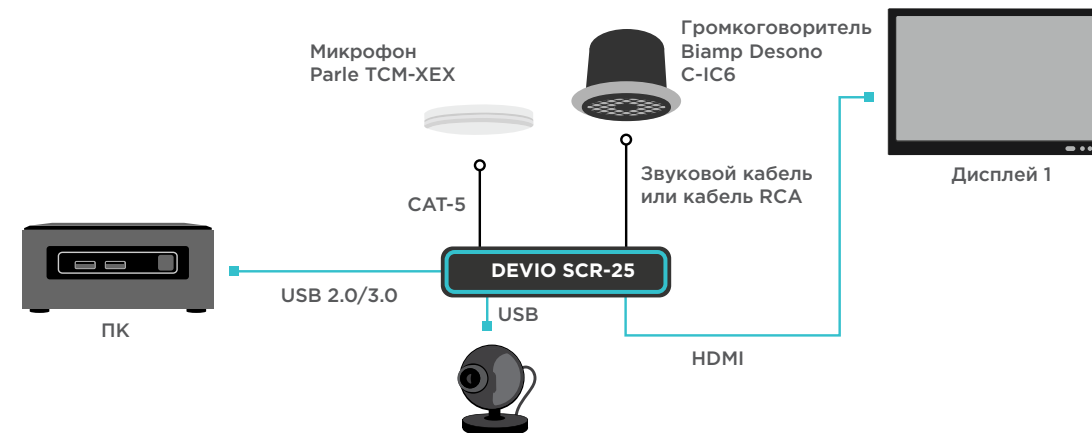 Громкоговоритель
Biamp Desono
C-IC6
Микрофон
Parle TCM-XEX
Дисплей 1
Звуковой кабель
или кабель RCA
CAT-5
DEVIO SCR-25
USB 2.0/3.0
USB
ПК
HDMI